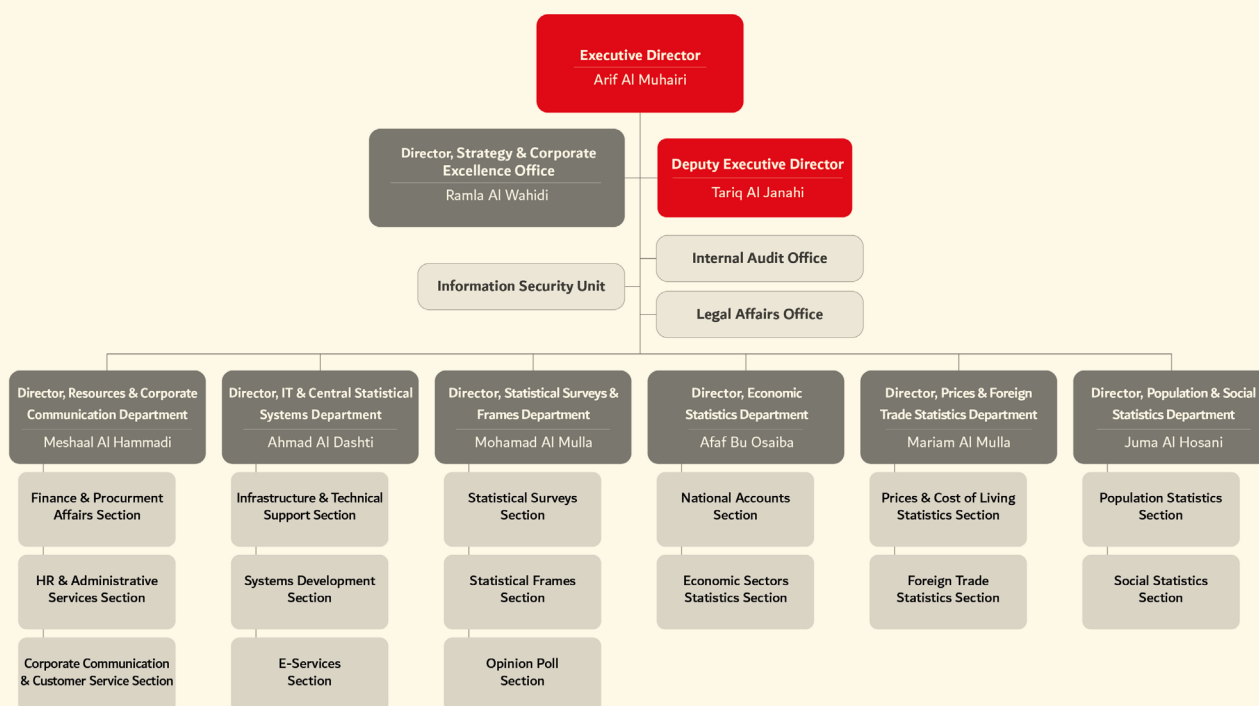 Executive Director
Arif Al Muhairi
Director, Strategy & Corporate
Excellence Office
Ramla Al Wahidi
Deputy Executive Director
Tariq Al Janahi
Internal Audit Office
Information Security Unit
Legal Affairs Office
Director, Resources & Corporate
Communication Department
Meshaal Al Hammadi
Director, IT & Central Statistical
Systems Department
Ahmad Al Dashti
Director, Statistical Surveys &
Frames Department
Mohamad Al Mulla
Director, Economic
Statistics Department
Afaf Bu Osaiba
Director, Prices & Foreign
Trade Statistics Department
Mariam Al Mulla
Director, Population & Social
Statistics Department
Juma Al Hosani
Finance & Procurment
Affairs Section
Infrastructure & Technical
Support Section
Statistical Surveys
Section
National Accounts
Section
Prices & Cost of Living
Statistics Section
Population Statistics
Section
HR & Administrative
Services Section
Systems Development
Section
Statistical Frames
Section
Economic Sectors
Statistics Section
Foreign Trade
Statistics Section
Social Statistics
Section
Corporate Communication
& Customer Service Section
E-Services
Section
Opinion Poll
Section